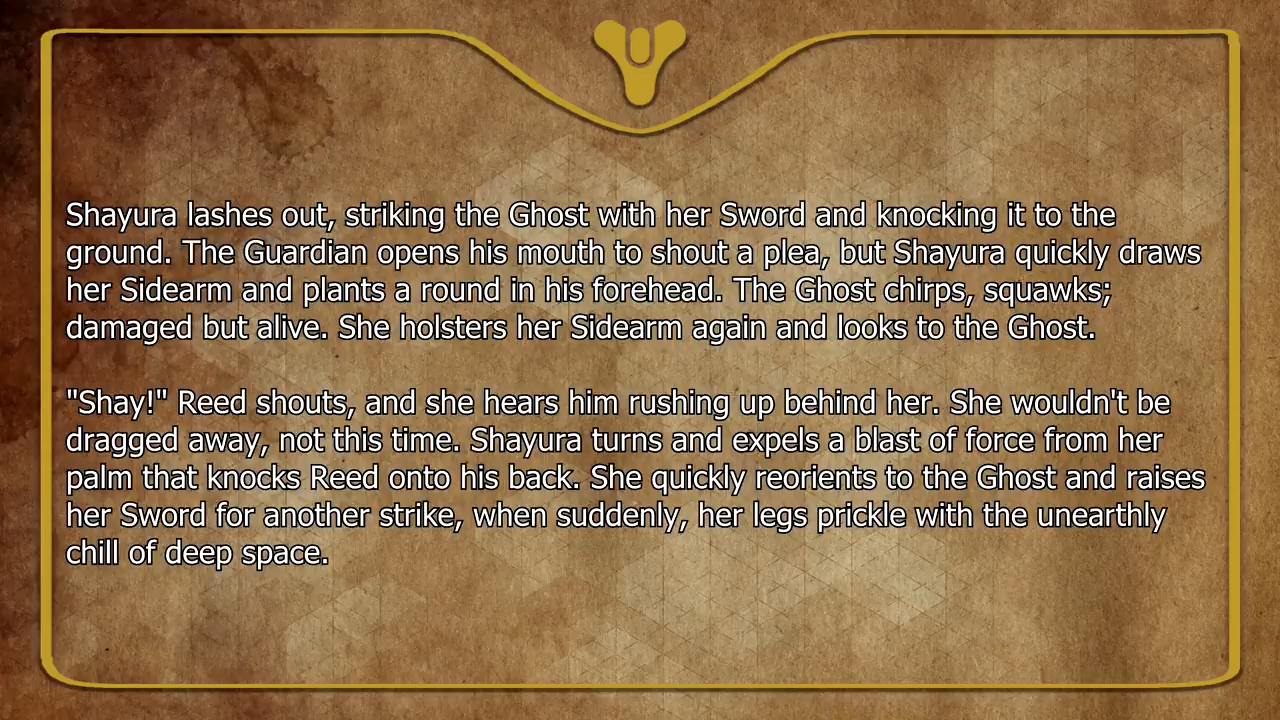 Shayura lashes out, striking the Ghost with her Sword and knocking it to the
ground. The Guardian opens his mouth to shout a plea, but Shayura quickly draws
her Sidearm and plants a round in his forehead. The Ghost chirps, squawks;
damaged but alive. She holsters her Sidearm again and looks to the Ghost.
"Shay!" Reed shouts, and she hears him rushing up behind her. She wouldn't be
dragged away, not this time. Shayura turns and expels a blast of force from her
palm that knocks Reed onto his back. She quickly reorients to the Ghost and raises
her Sword for another strike, when suddenly, her legs prickle with the unearthly
chill of deep space.